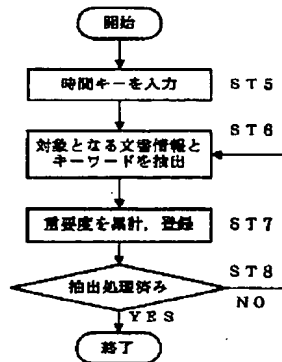 開始
時間キーを入力
ST5
ST6
対象となる文書情報と
キーワードを抽出
重要度を累計,登録
ST7
ST8
抽出処理済み
NO
YES
終了